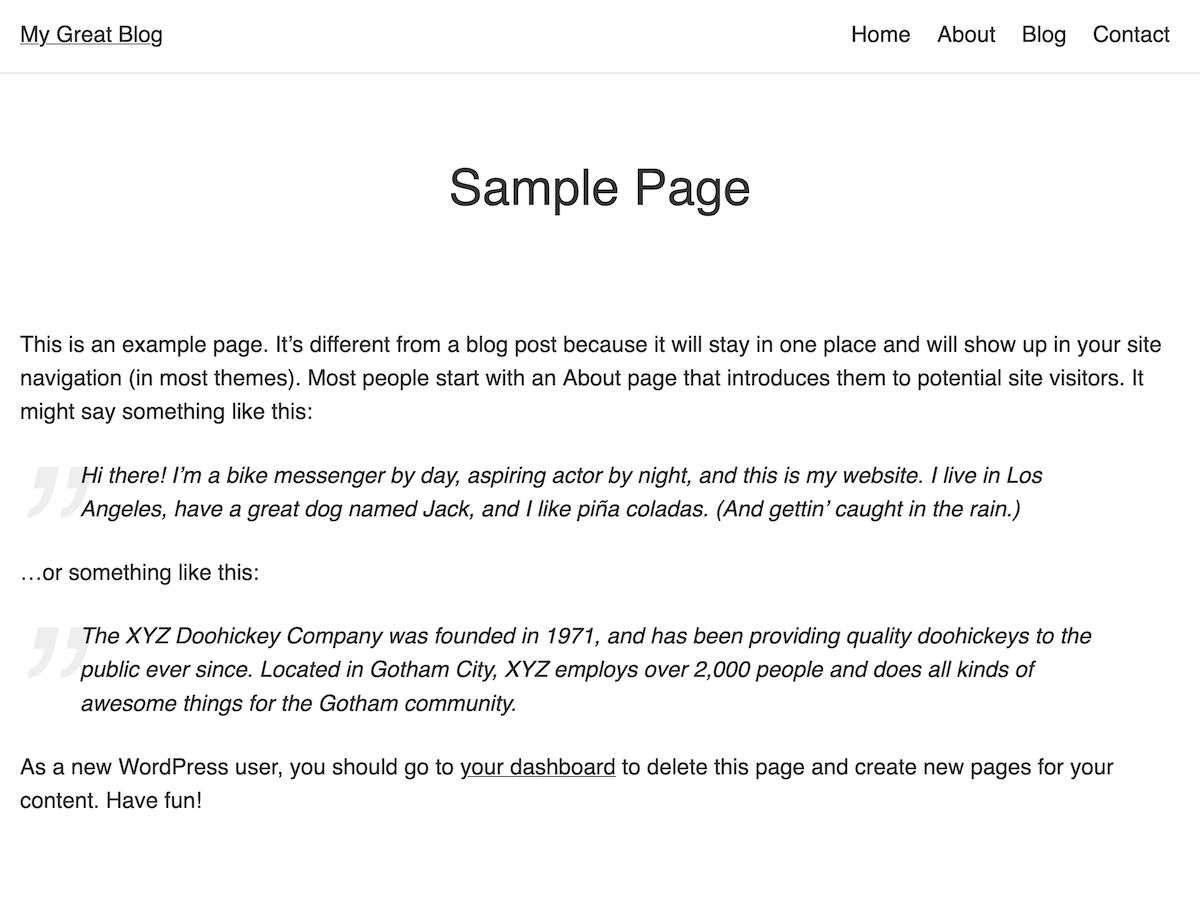 My Great Blog
Home About Blog Contact
Sample Page
This is an example page. It’s different from a blog post because it will stay in one place and will show up in your site
navigation (in most themes). Most people start with an About page that introduces them to potential site visitors. It
might say something like this:
Hi there! I’m a bike messenger by day, aspiring actor by night, and this is my website. I live in Los
Angeles, have a great dog named Jack, and I like piña coladas. (And gettin’ caught in the rain.)
…or something like this:
The XYZ Doohickey Company was founded in 1971, and has been providing quality doohickeys to the
public ever since. Located in Gotham City, XYZ employs over 2,000 people and does all kinds of
awesome things for the Gotham community.
As a new WordPress user, you should go to your dashboard to delete this page and create new pages for your
content. Have fun!